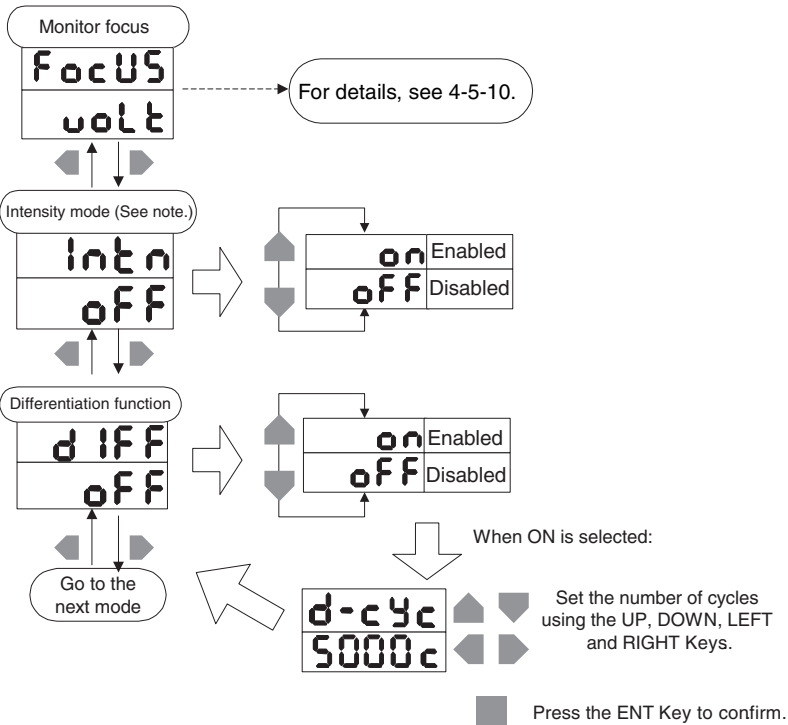 Monitor focus
FocUS
voLt
For details, see 4-5-10.
Intensity mode (See note.)
Intn
oFF
on Enabled
oFF Disabled
Differentiation function
dIFF
oFF
on Enabled
oFF Disabled
When ON is selected:
Go to the
next mode
d-cyc
5000c
Set the number of cycles
using the UP, DOWN, LEFT
and RIGHT Keys.
Press the ENT Key to confirm.